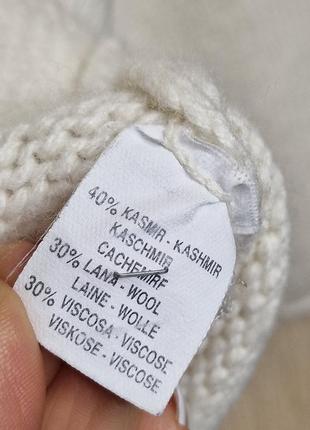 40% KASMIR - KASHMIR
KASCHMIR
CACHEMIRE
30% LANA - WOOL
LAINE - WOLLE
30% VISCOSA - VISCOSE
VISKOSE - VISCOSE